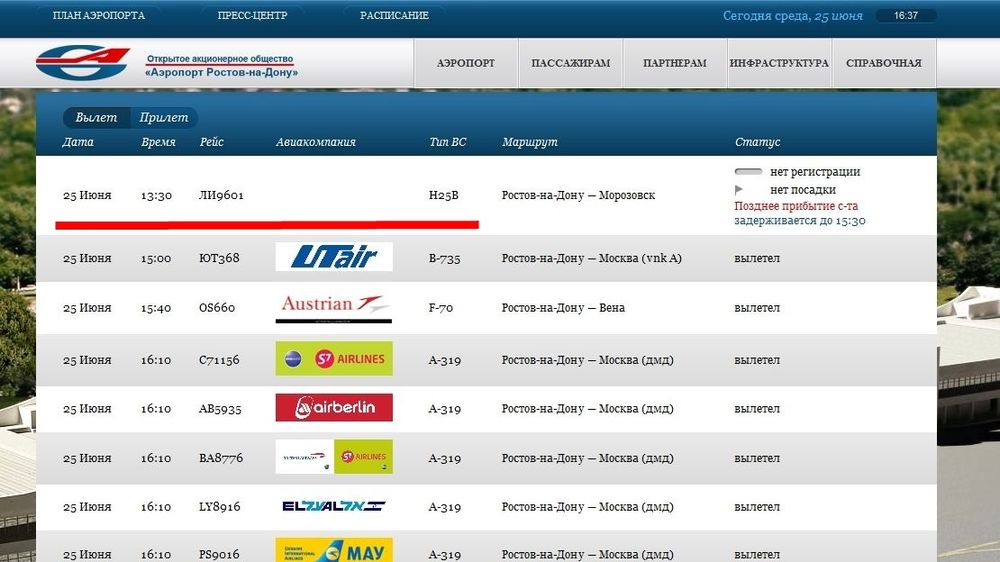 ПЛАН АЭРОПОРТА ПРЕСС-ЦЕНТР РАСПИСАНИЕ Сегодня среда, 25 июня 16:37
Открытое акционерное общество
«Аэропорт Ростов-на-Дону»
АЭРОПОРТ ПАССАЖИРАМ ПАРТНЕРАМ ИНФРАСТРУКТУРА СПРАВОЧНАЯ
Вылет Прилет
Дата Время Рейс Авиакомпания Тип ВС Маршрут Статус
25 Июня 13:30 ЛИ9601 Н25В Ростов-на-Дону — Морозовск
нет регистрации
нет посадки
Позднее прибытие с-та
задерживается до 15:30
25 Июня 15:00 ЮТ368 UTair В-735 Ростов-на-Дону — Москва (vnk A) вылетел
25 Июня 15:40 OS660 Austrian F-70 Ростов-на-Дону — Вена вылетел
25 Июня 16:10 С71156 S7 AIRLINES А-319 Ростов-на-Дону — Москва (дмд) вылетел
25 Июня 16:10 AB5935 airberlin А-319 Ростов-на-Дону — Москва (дмд) вылетел
25 Июня 16:10 BA8776 S7 AIRLINES А-319 Ростов-на-Дону — Москва (дмд) вылетел
25 Июня 16:10 LY8916 ELAL אלעל А-319 Ростов-на-Дону — Москва (дмд) вылетел
25 Июня 16:10 PS9016 UKRAINE INTERNATIONAL AIRLINES МАУ А-319 Ростов-на-Дону — Москва (дмд) вылетел